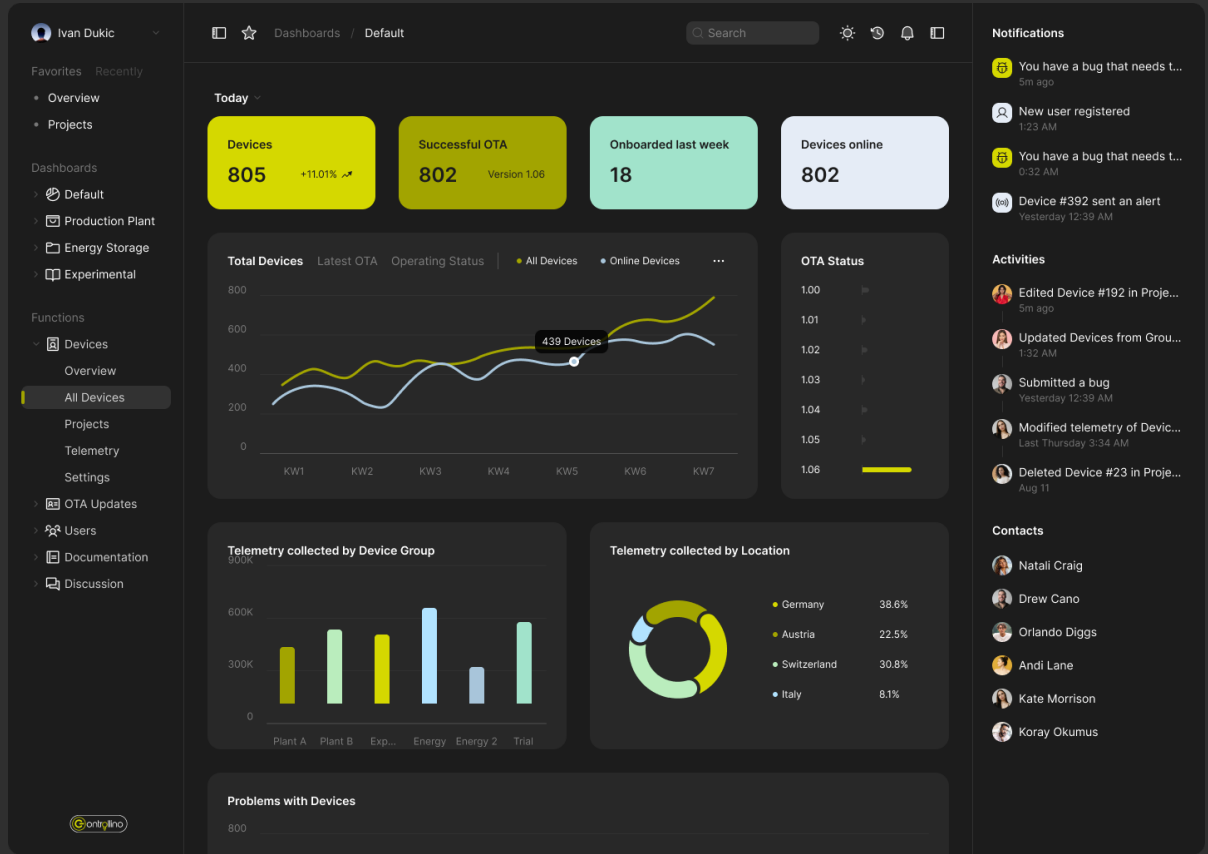 Ivan Dukic
Favorites Recently
Overview
Projects
Dashboards
Default
Production Plant
Energy Storage
Experimental
Functions
Devices
Overview
All Devices
Projects
Telemetry
Settings
OTA Updates
Users
Documentation
Discussion
Controllino
Dashboards / Default
Search
Today
Devices
805
+11.01%
Successful OTA
802
Version 1.06
Onboarded last week
18
Devices online
802
Total Devices Latest OTA Operating Status
All Devices Online Devices
...
800
600
400
200
0
439 Devices
KW1 KW2 KW3 KW4 KW5 KW6 KW7
OTA Status
1.00
1.01
1.02
1.03
1.04
1.05
1.06
Telemetry collected by Device Group
900K
600K
300K
0
Plant A Plant B Exp... Energy Energy 2 Trial
Telemetry collected by Location
Germany 38.6%
Austria 22.5%
Switzerland 30.8%
Italy 8.1%
Problems with Devices
800
Notifications
You have a bug that needs t...
5m ago
New user registered
1:23 AM
You have a bug that needs t...
0:32 AM
Device #392 sent an alert
Yesterday 12:39 AM
Activities
Edited Device #192 in Proje...
5m ago
Updated Devices from Grou...
1:32 AM
Submitted a bug
Yesterday 12:39 AM
Modified telemetry of Devic...
Last Thursday 3:34 AM
Deleted Device #23 in Proje...
Aug 11
Contacts
Natali Craig
Drew Cano
Orlando Diggs
Andi Lane
Kate Morrison
Koray Okumus